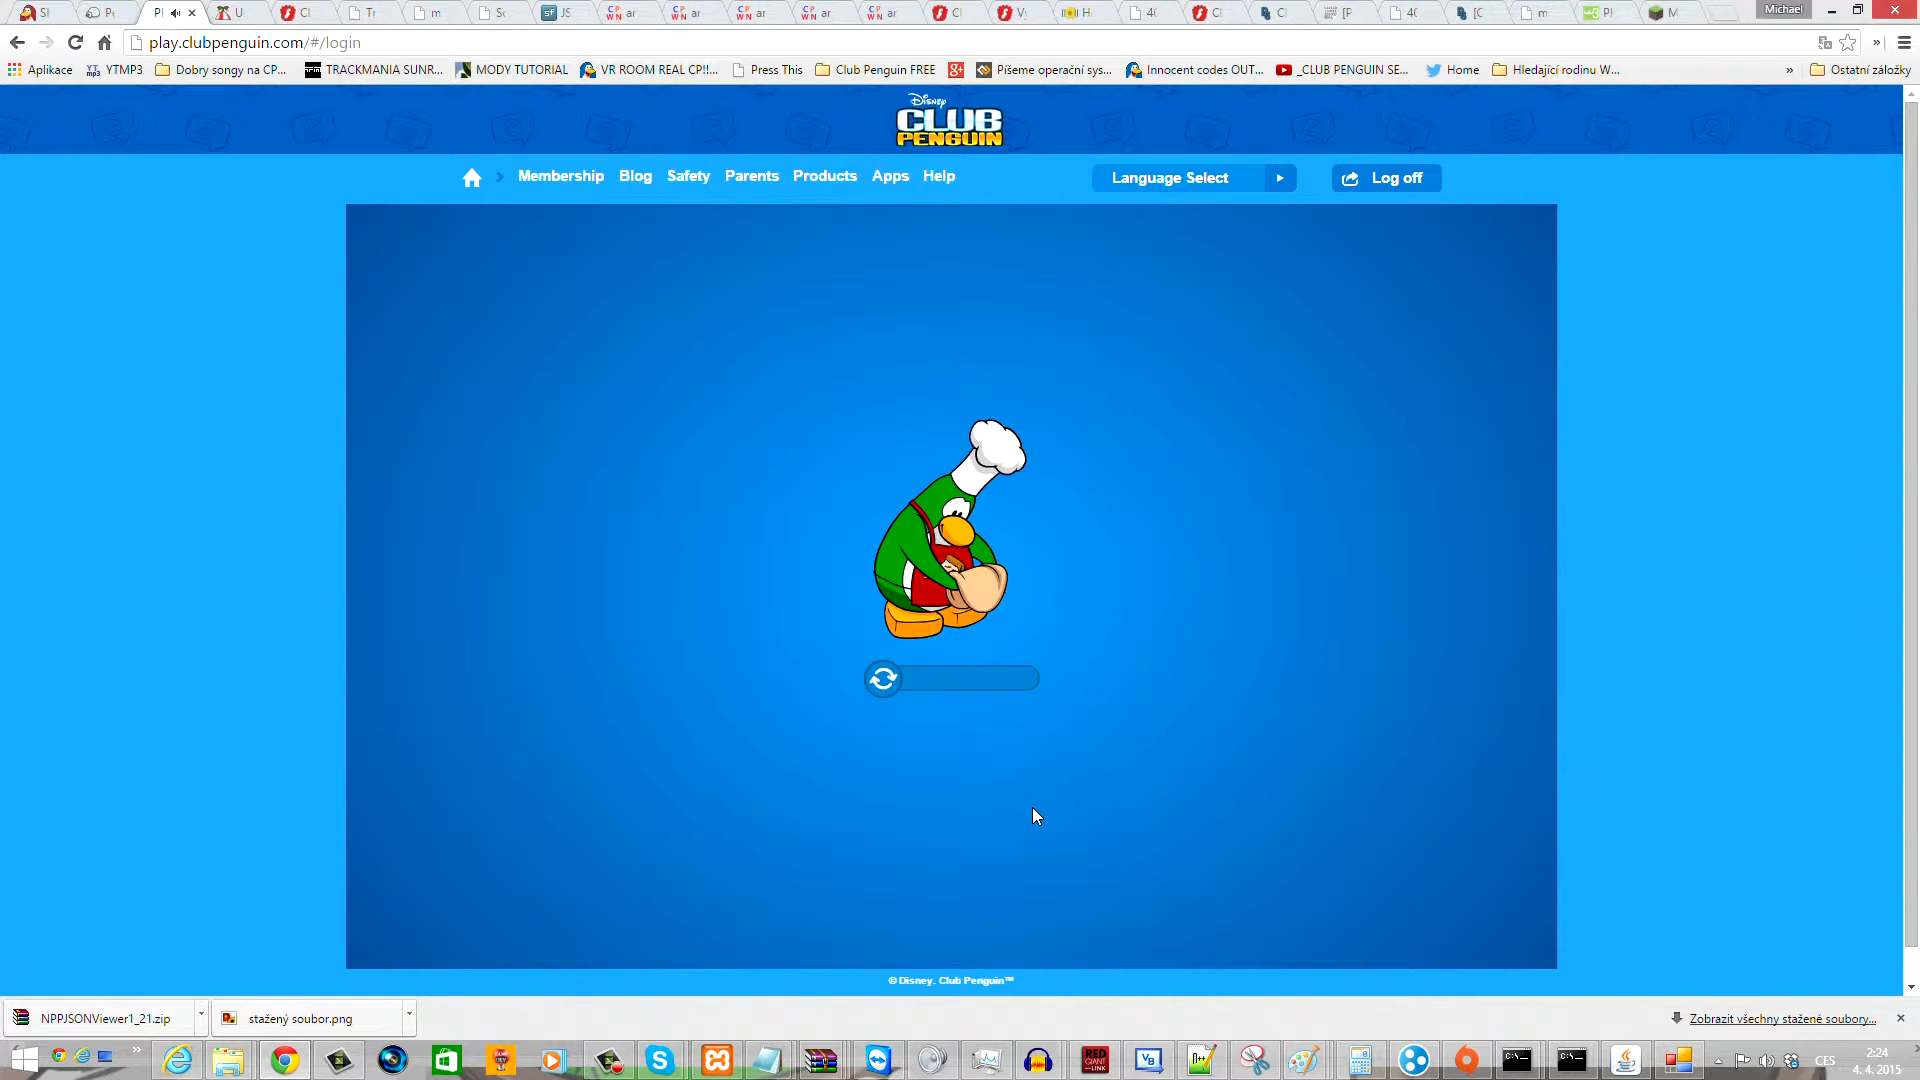 play.clubpenguin.com/#/login
Michael
Aplikace YTMP3 Dobry songy na CP... TRACKMANIA SUNR... MODY TUTORIAL VR ROOM REAL CP!!... Press This Club Penguin FREE Píšeme operační sys... Innocent codes OUT... _CLUB PENGUIN SE... Home Hledající rodinu W... » Ostatní záložky
Disney
CLUB
PENGUIN
Membership Blog Safety Parents Products Apps Help Language Select Log off
© Disney. Club Penguin™
NPPJSONViewer1_21.zip stažený soubor.png Zobrazit všechny stažené soubory...
CES 2:24
4. 4. 2015